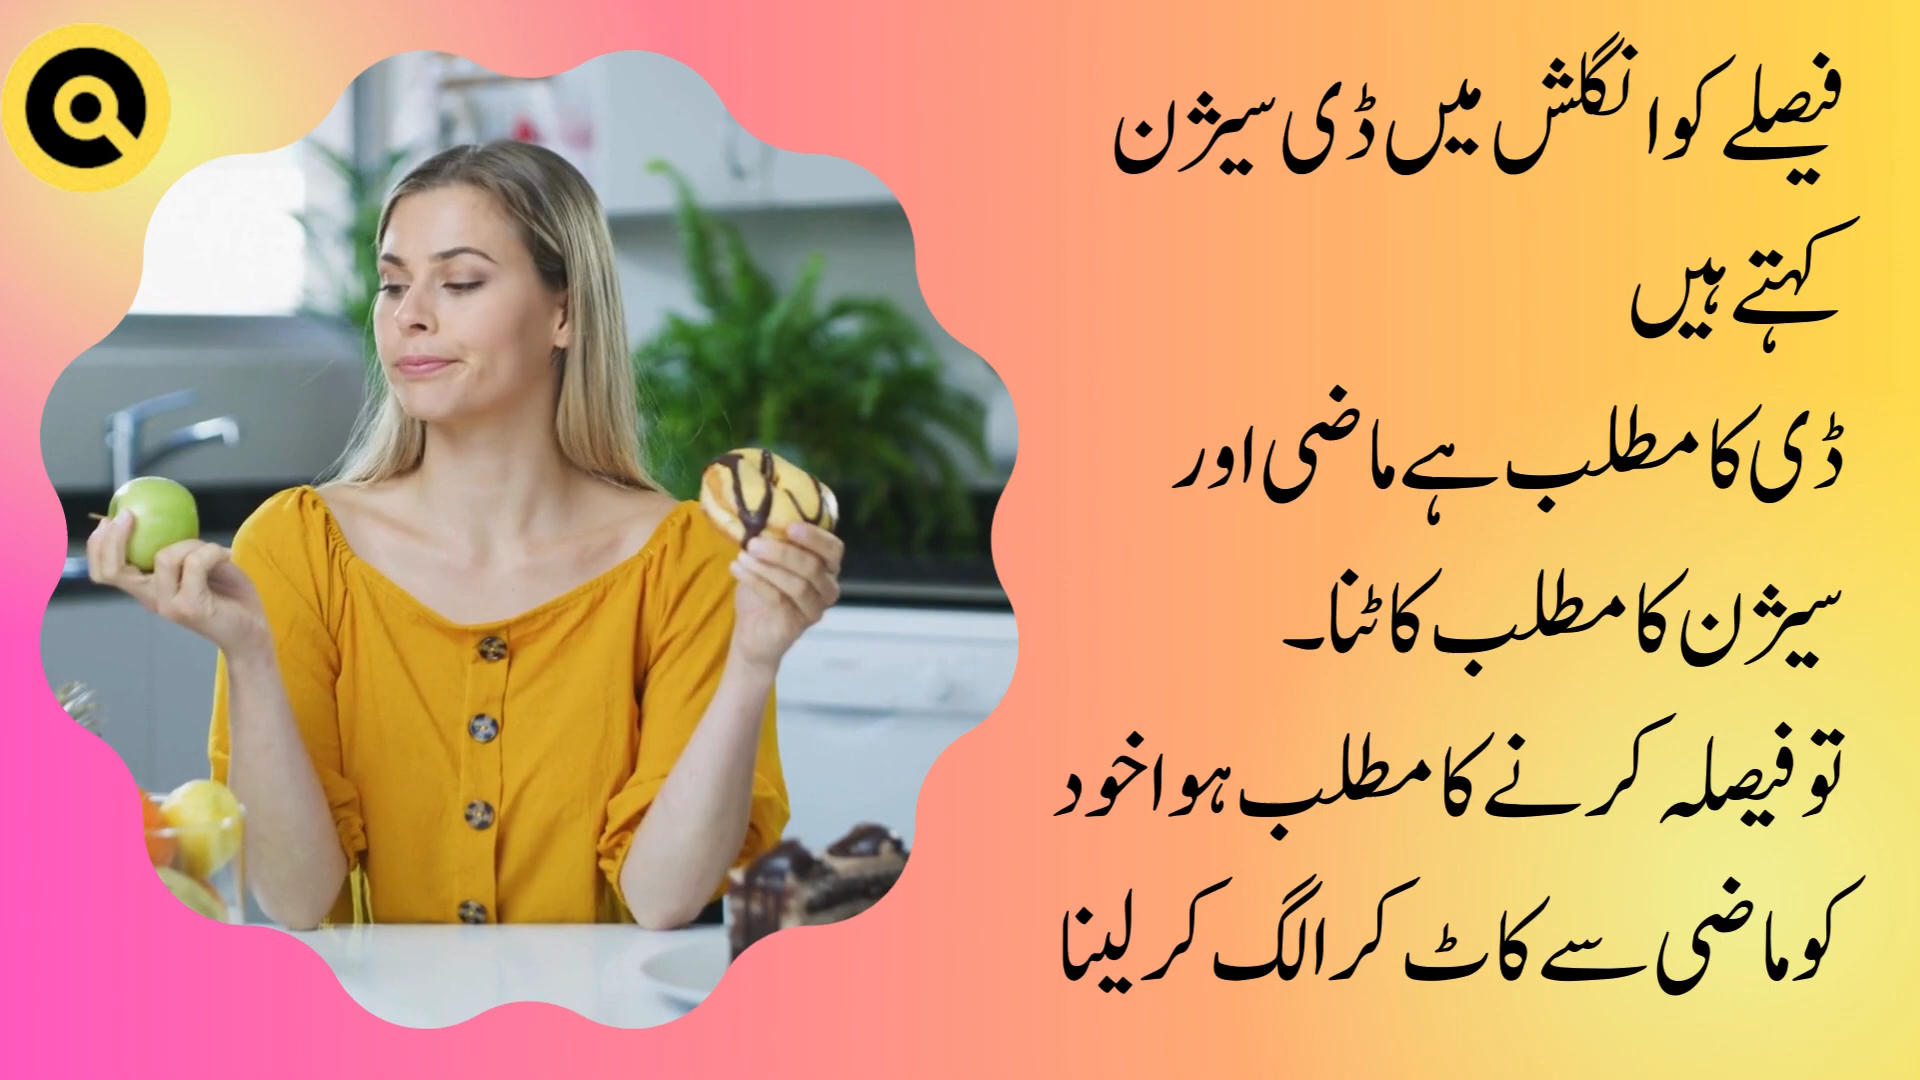 فیصلے کو انگلش میں ڈی سیژن
کہتے ہیں
ڈی کا مطلب ہے ماضی اور
سیژن کا مطلب کاٹنا۔
تو فیصلہ کرنے کا مطلب ہوا خود
کو ماضی سے کاٹ کر الگ کر لینا